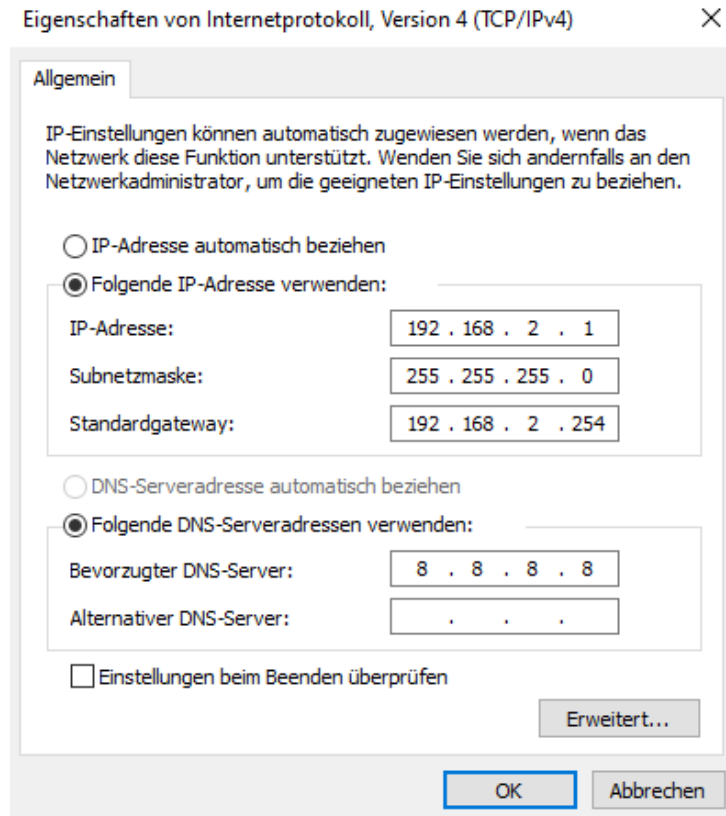 Eigenschaften von Internetprotokoll, Version 4 (TCP/IPv4)
Allgemein
IP-Einstellungen können automatisch zugewiesen werden, wenn das
Netzwerk diese Funktion unterstützt. Wenden Sie sich andernfalls an den
Netzwerkadministrator, um die geeigneten IP-Einstellungen zu beziehen.
IP-Adresse automatisch beziehen
Folgende IP-Adresse verwenden:
IP-Adresse: 192 . 168 . 2 . 1
Subnetzmaske: 255 . 255 . 255 . 0
Standardgateway: 192 . 168 . 2 . 254
DNS-Serveradresse automatisch beziehen
Folgende DNS-Serveradressen verwenden:
Bevorzugter DNS-Server: 8 . 8 . 8 . 8
Alternativer DNS-Server: . . .
Einstellungen beim Beenden überprüfen
Erweitert...
OK Abbrechen